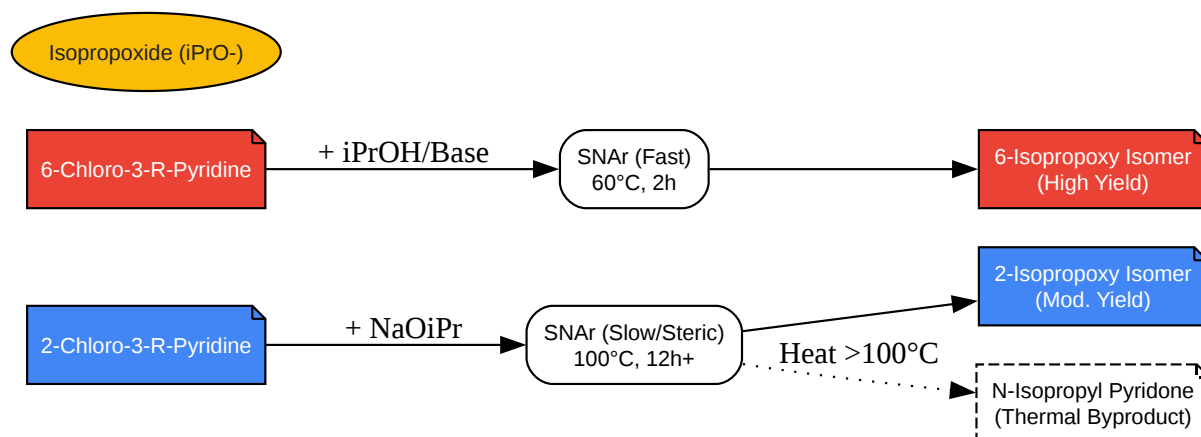 Isopropoxide (iPrO-)
6-Chloro-3-R-Pyridine
+ iPrOH/Base
SNAr (Fast)
60°C, 2h
6-Isopropoxy Isomer
(High Yield)
2-Chloro-3-R-Pyridine
+ NaOiPr
SNAr (Slow/Steric)
100°C, 12h+
2-Isopropoxy Isomer
(Mod. Yield)
Heat >100°C
N-Isopropyl Pyridone
(Thermal Byproduct)